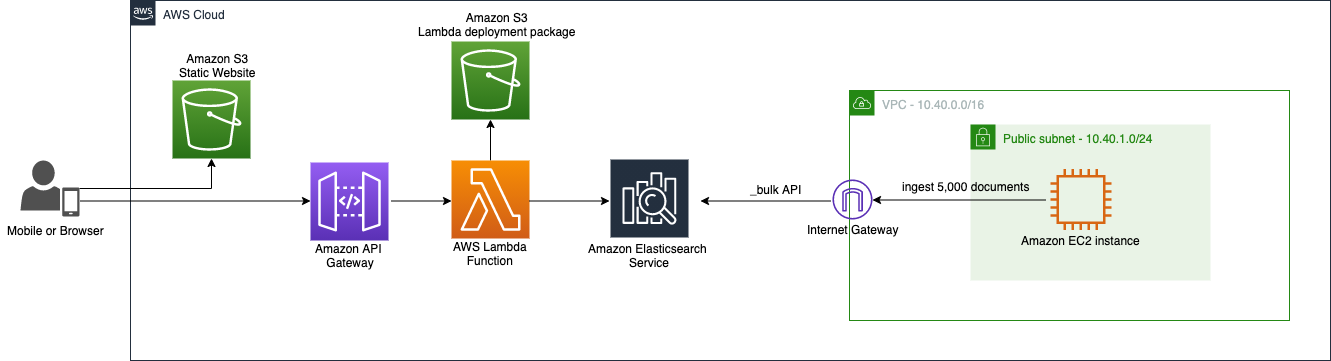 aws
AWS Cloud
Amazon S3
Lambda deployment package
Amazon S3
Static Website
VPC - 10.40.0.0/16
Public subnet - 10.40.1.0/24
</>
_bulk API
ingest 5,000 documents
Mobile or Browser
Amazon API
Gateway
AWS Lambda
Function
Amazon Elasticsearch
Service
Internet Gateway
Amazon EC2 instance